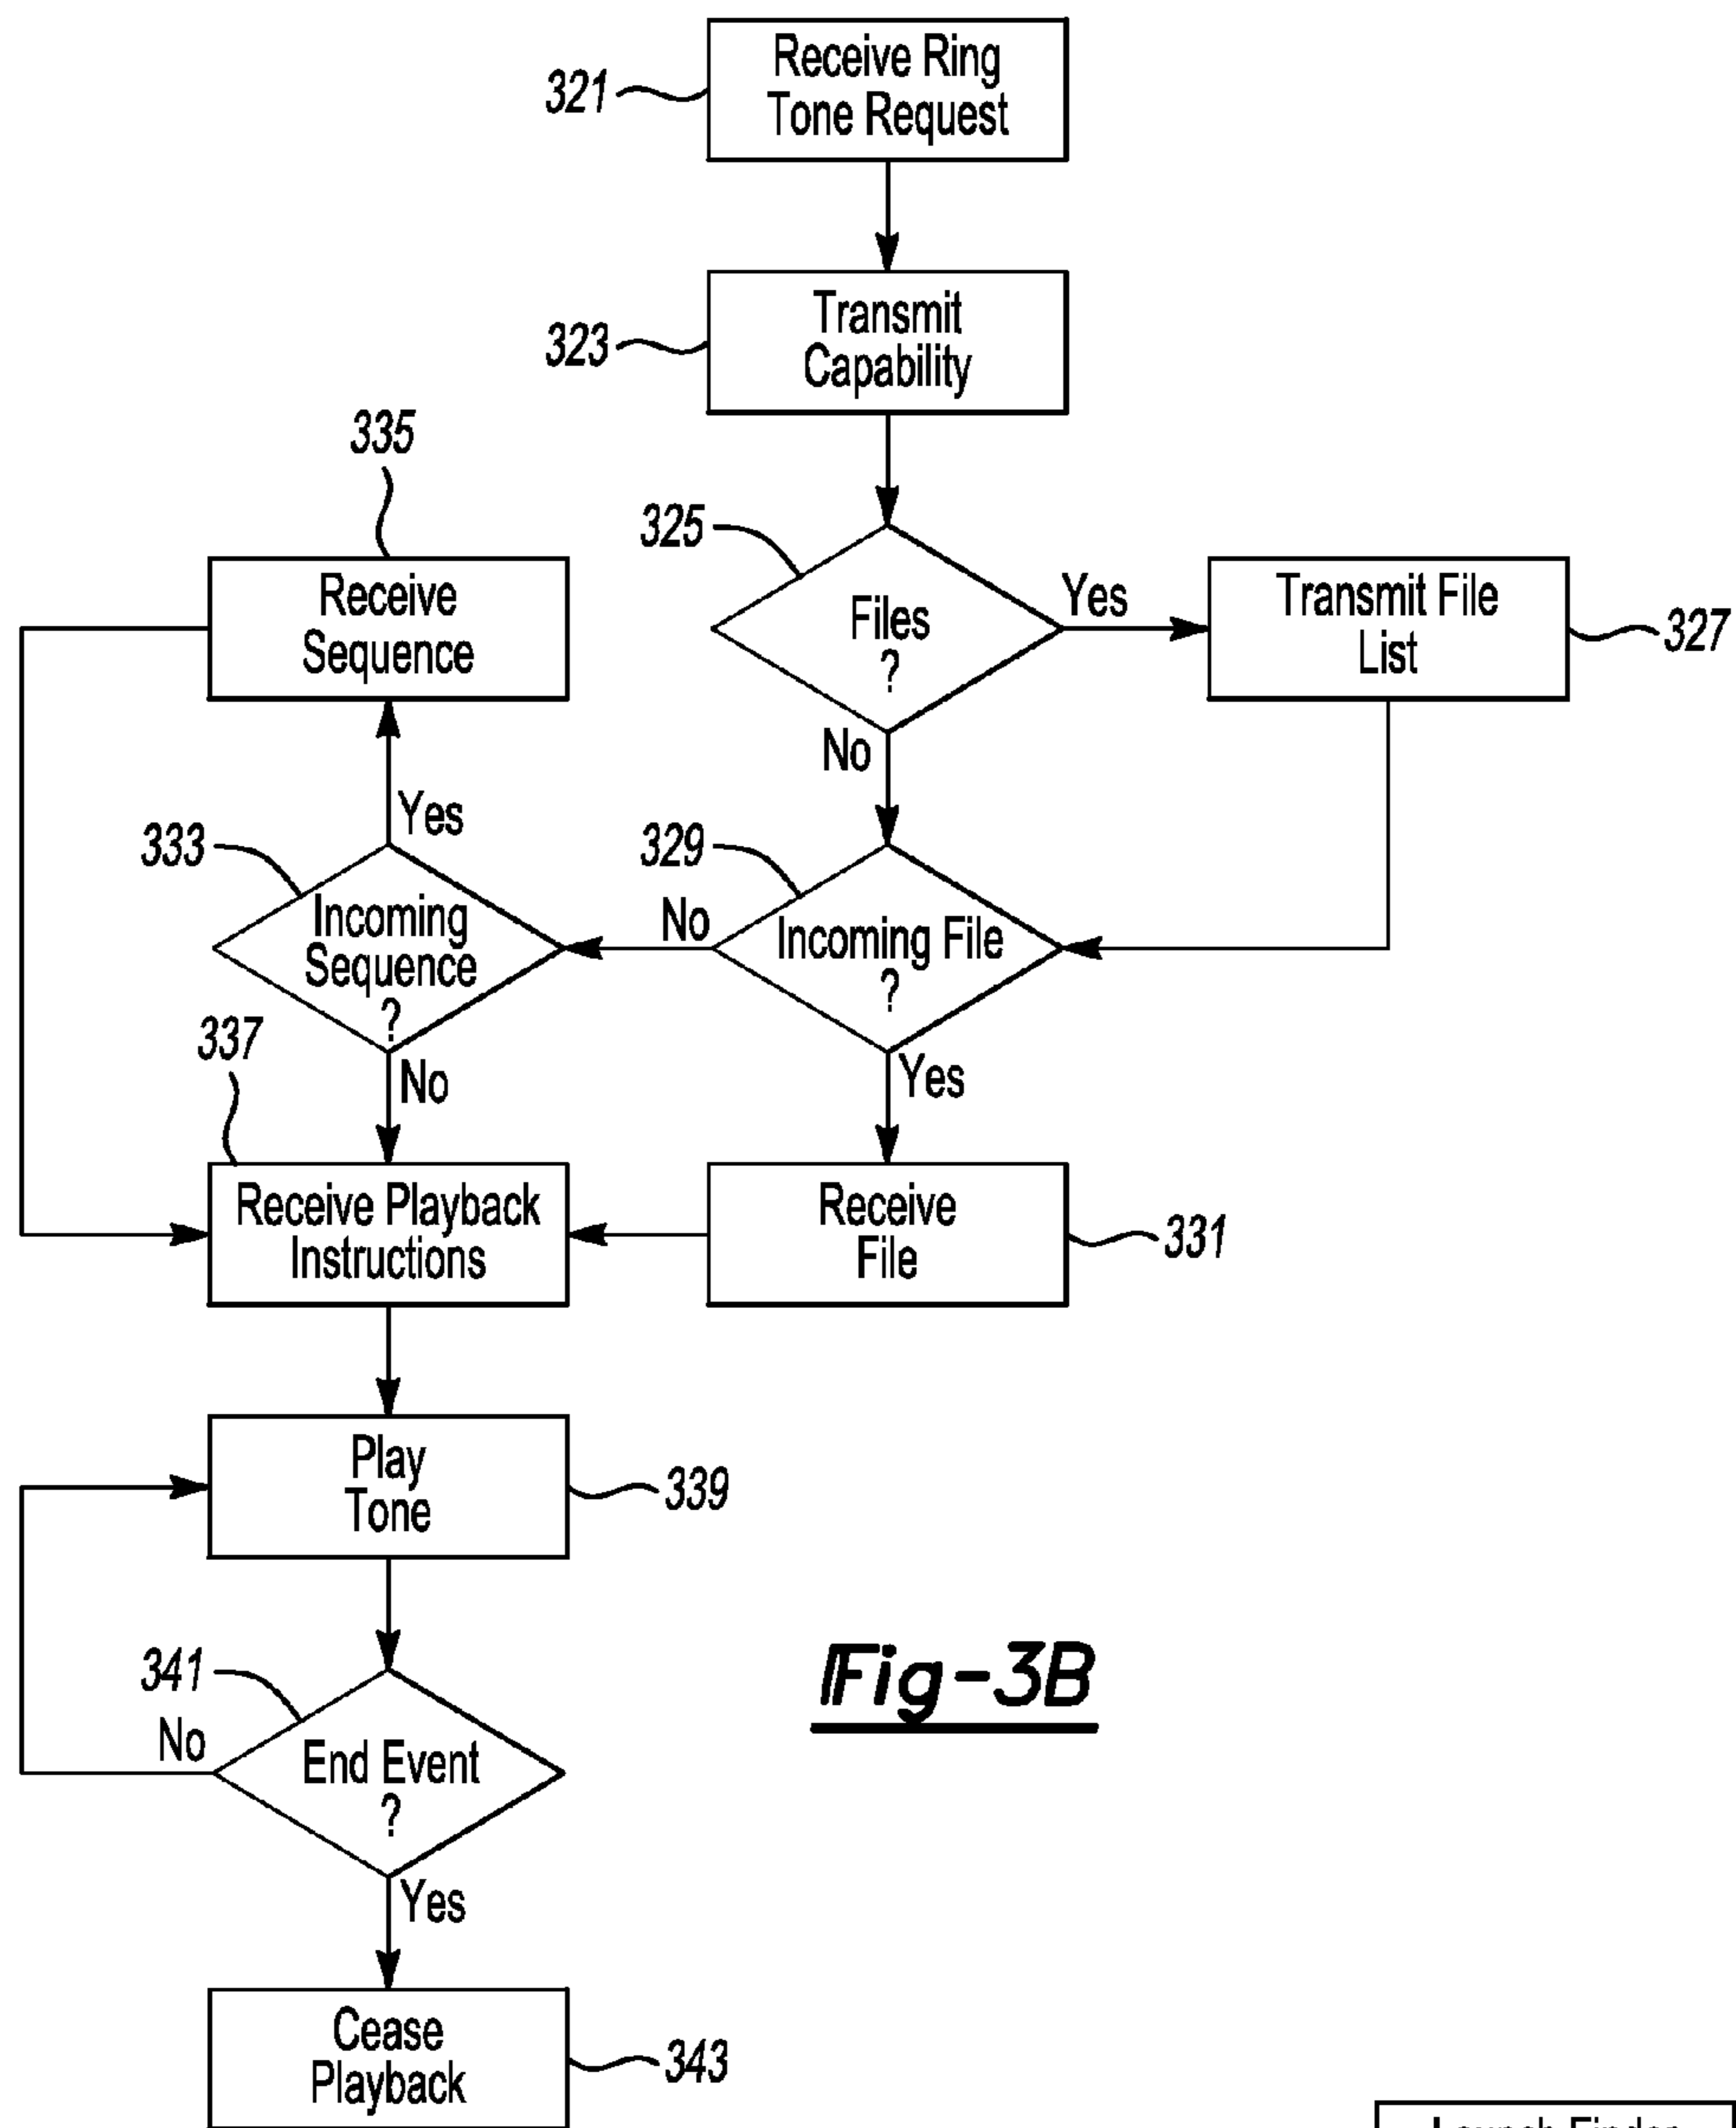 321
Receive Ring
Tone Request
323
Transmit
Capability
335
Receive
Sequence
325
Files
?
Yes
No
Transmit File
List
327
Yes
333
Incoming
Sequence
?
No
329
No
Incoming File
?
Yes
337
Receive Playback
Instructions
Receive
File
331
Play
Tone
339
341
No
End Event
?
Yes
Fig-3B
Cease
Playback
343
Launch Finder